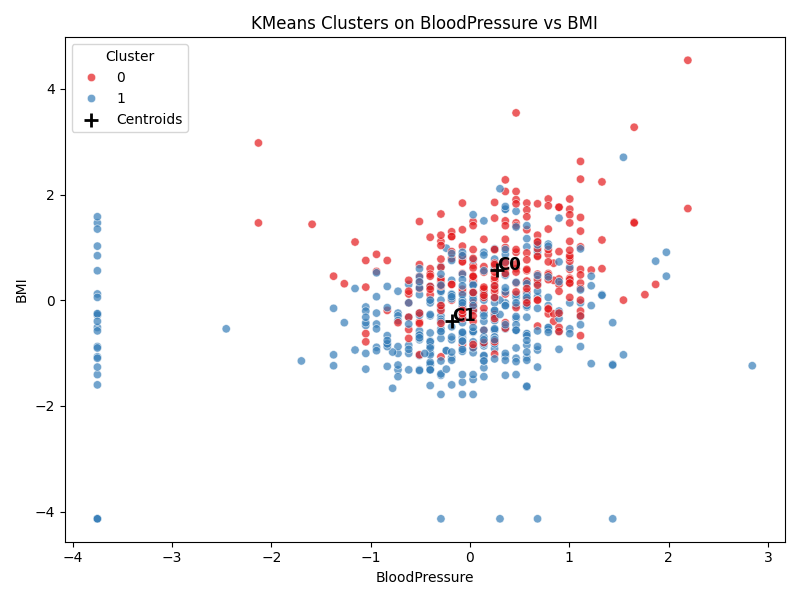 KMeans Clusters on BloodPressure vs BMI
Cluster
0
1
Centroids
C0
C1
BMI
4
2
0
−2
−4
−4
−3
−2
−1
0
1
2
3
BloodPressure